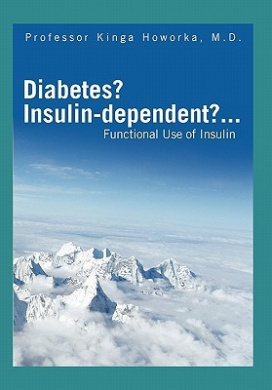 Professor Kinga Howorka, M.D.
Diabetes?
Insulin-dependent?...
Functional Use of Insulin